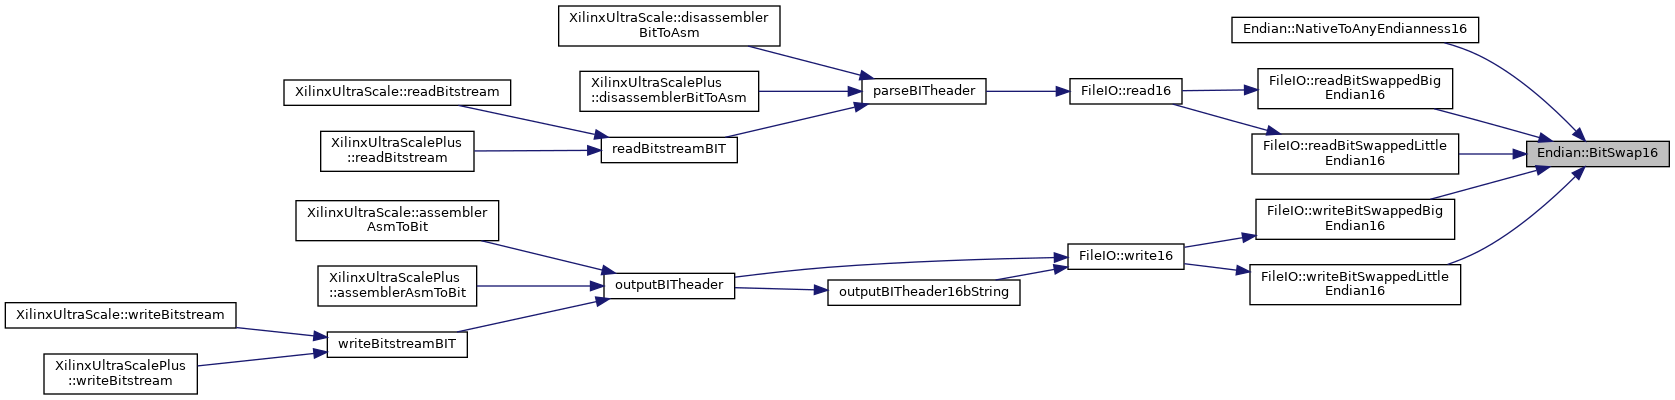 XilinxUltraScale::disassembler
BitToAsm
Endian::NativeToAnyEndianness16
XilinxUltraScale::readBitstream
XilinxUltraScalePlus
::disassemblerBitToAsm
parseBITheader
FileIO::read16
FileIO::readBitSwappedBig
Endian16
XilinxUltraScalePlus
::readBitstream
readBitstreamBIT
FileIO::readBitSwappedLittle
Endian16
Endian::BitSwap16
XilinxUltraScale::assembler
AsmToBit
FileIO::writeBitSwappedBig
Endian16
XilinxUltraScalePlus
::assemblerAsmToBit
outputBITheader
outputBITheader16bString
FileIO::write16
FileIO::writeBitSwappedLittle
Endian16
XilinxUltraScale::writeBitstream
writeBitstreamBIT
XilinxUltraScalePlus
::writeBitstream